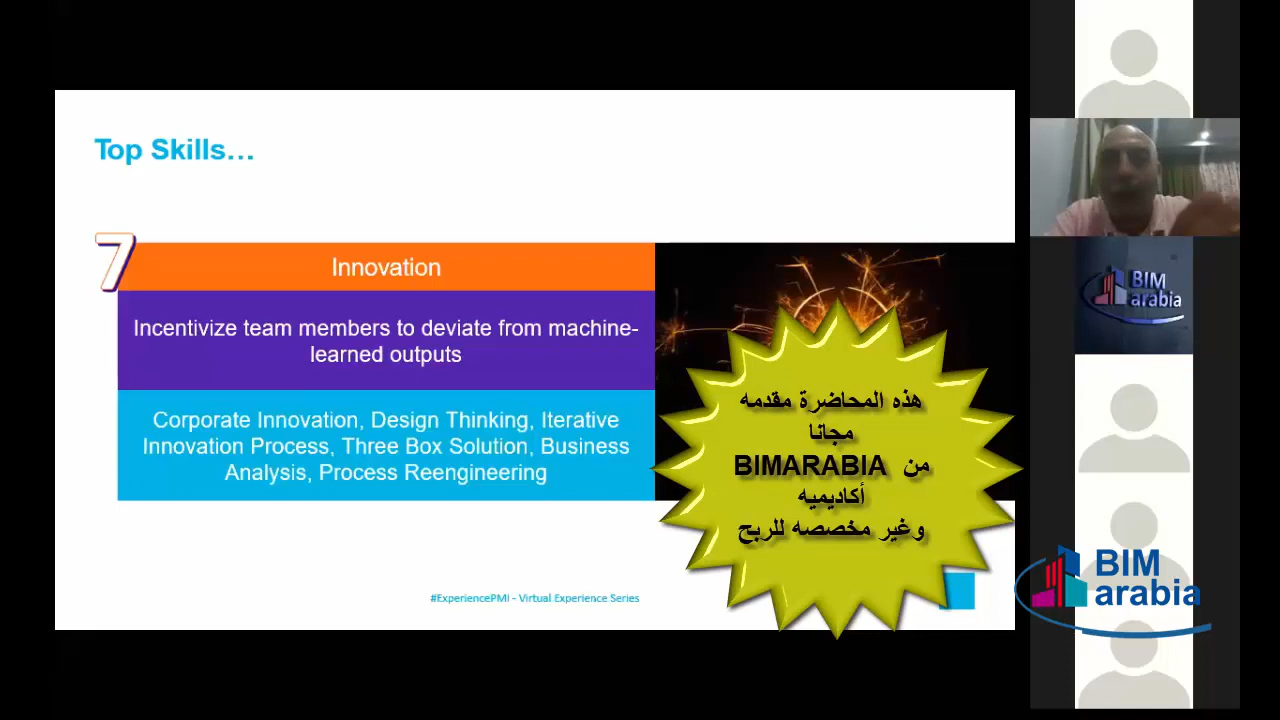 Top Skills...
7
Innovation
Incentivize team members to deviate from machine-
learned outputs
Corporate Innovation, Design Thinking, Iterative
Innovation Process, Three Box Solution, Business
Analysis, Process Reengineering
#ExperiencePMI - Virtual Experience Series
هذه المحاضرة مقدمه
مجانا
من BIMARABIA
أكاديميه
وغير مخصصه للربح
BIM
arabia
BIM
arabia